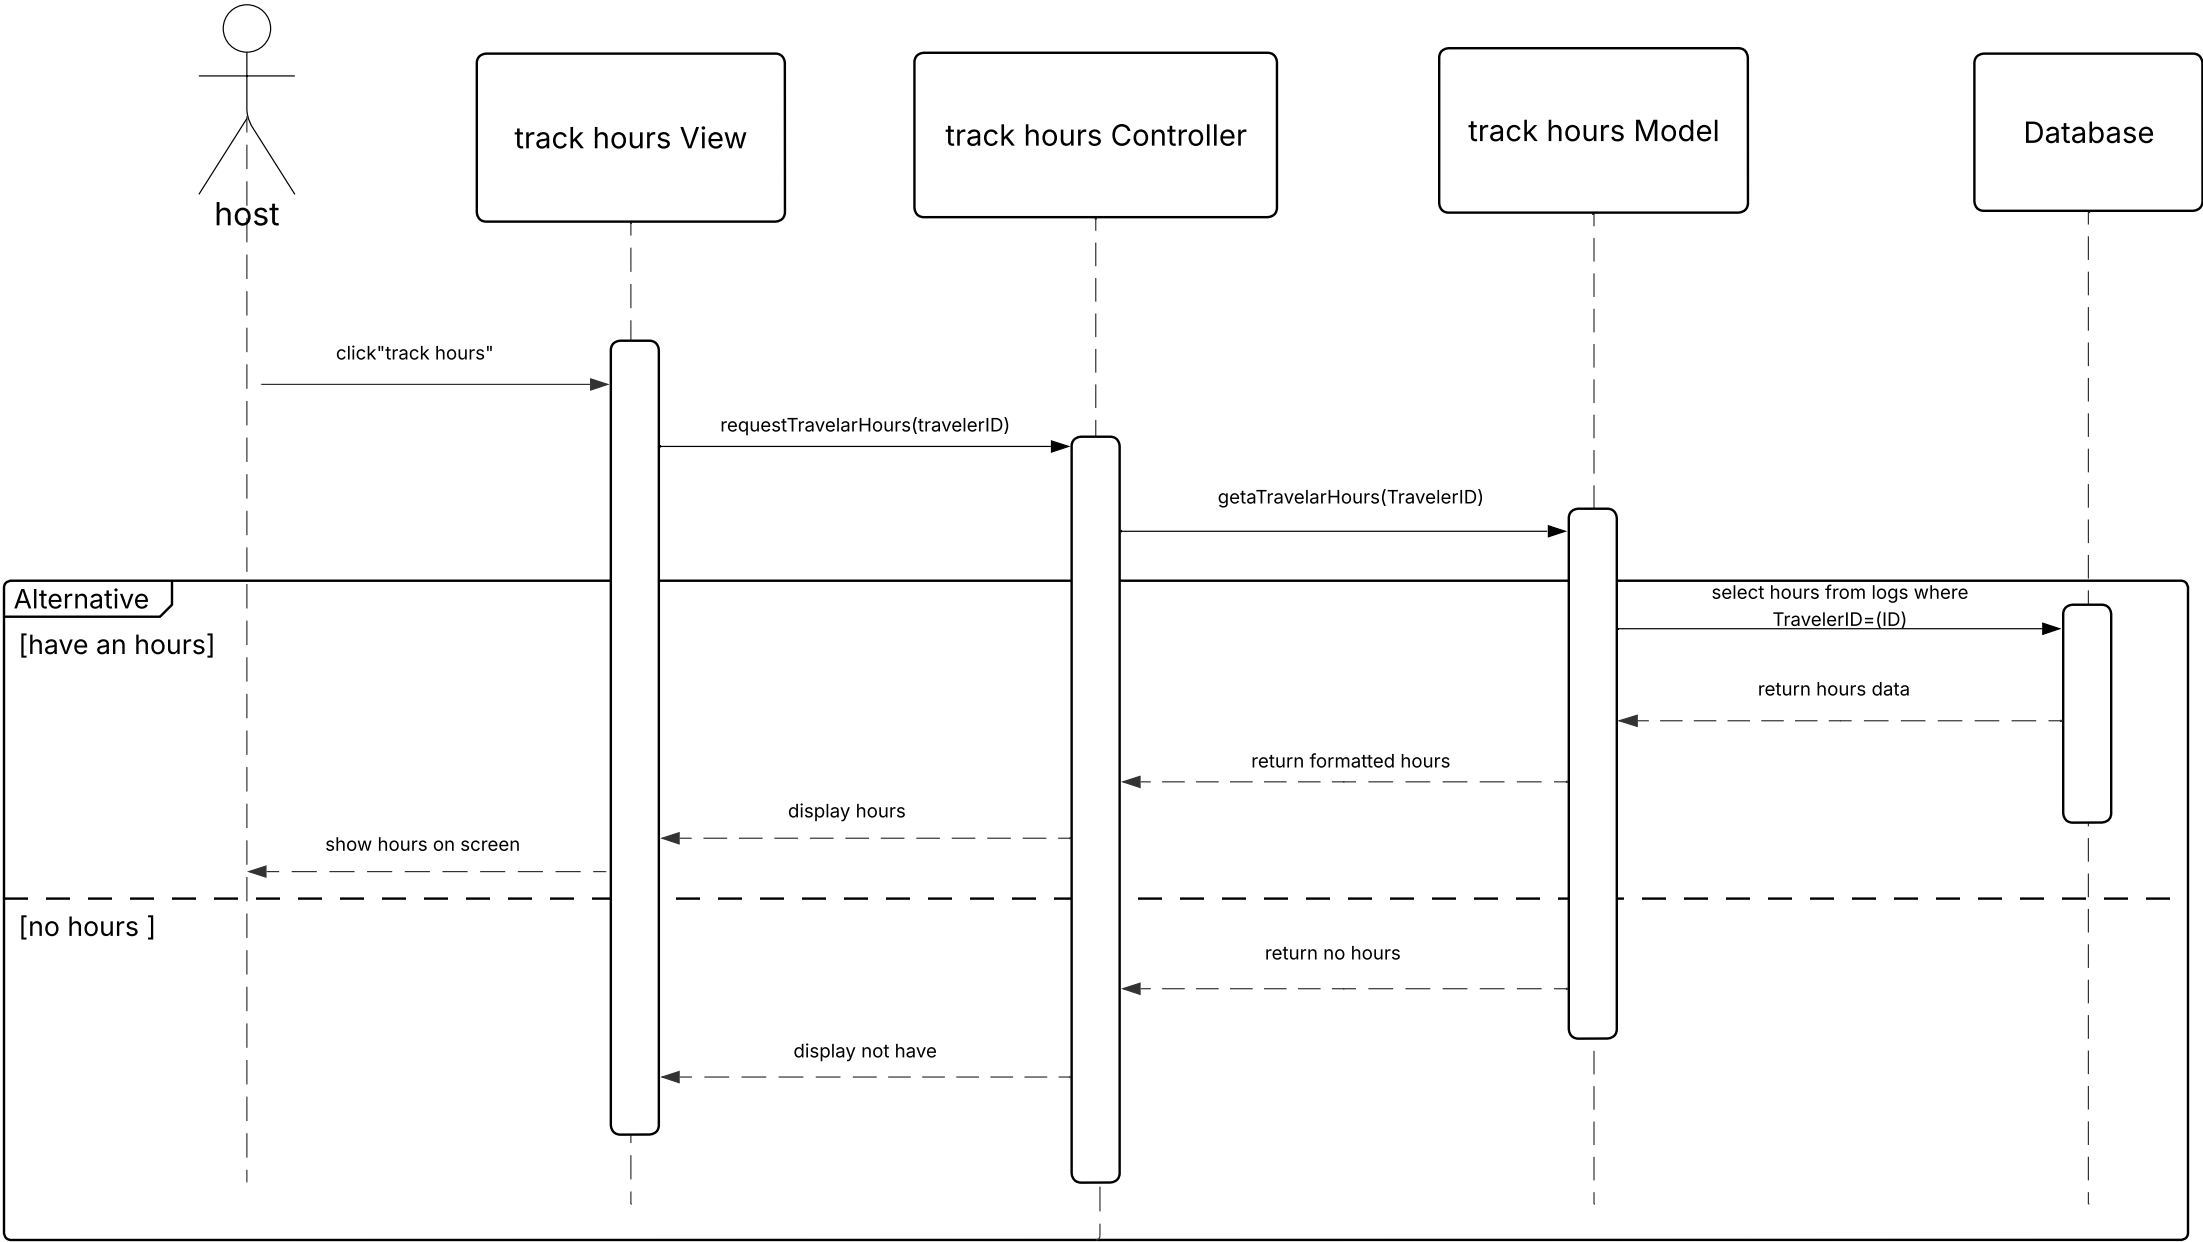 host
track hours View
track hours Controller
track hours Model
Database
click"track hours"
requestTravelarHours(travelerID)
getaTravelarHours(TravelerID)
Alternative
[have an hours]
select hours from logs where
TravelerID=(ID)
return hours data
return formatted hours
display hours
show hours on screen
[no hours ]
return no hours
display not have